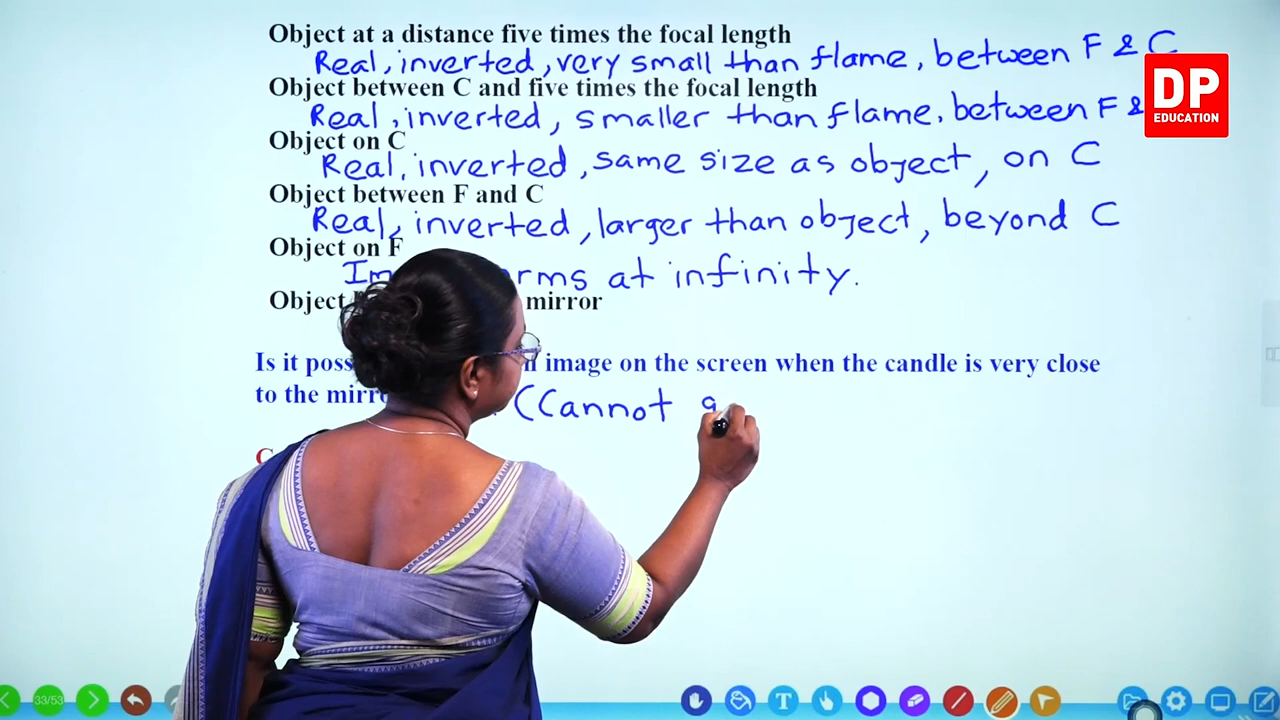 Object at a distance five times the focal length
Real, inverted, very small than flame, between F & C
Object between C and five times the focal length
Real, inverted, smaller than flame, between F &
Object on C
Real, inverted, same size as object, on C
Object between F and C
Real, inverted, larger than object, beyond C
Object on F
at infinity.
Object mirror
Is it image on the screen when the candle is very close
to the
(Cannot
DP
EDUCATION
33/53
T